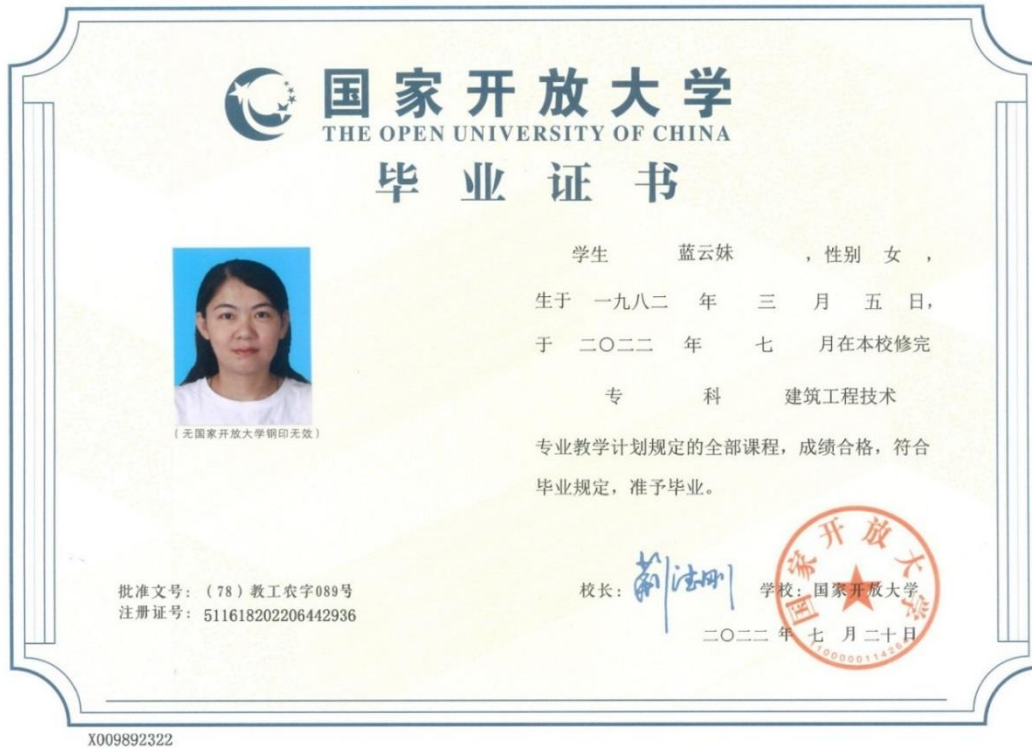 国家开放大学
THE OPEN UNIVERSITY OF CHINA
毕业证书
学生 蓝云妹 ，性别 女 ，
生于 一九八二 年 三 月 五 日，
于 二〇二二 年 七 月在本校修完
专 科 建筑工程技术
专业教学计划规定的全部课程，成绩合格，符合
毕业规定，准予毕业。
（无国家开放大学钢印无效）
批准文号：（78）教工农字089号
注册证号： 511618202206442936
校长： 荆德刚 学校：国家开放大学
二〇二二 年 七 月 二十 日
国家开放大学
X009892322